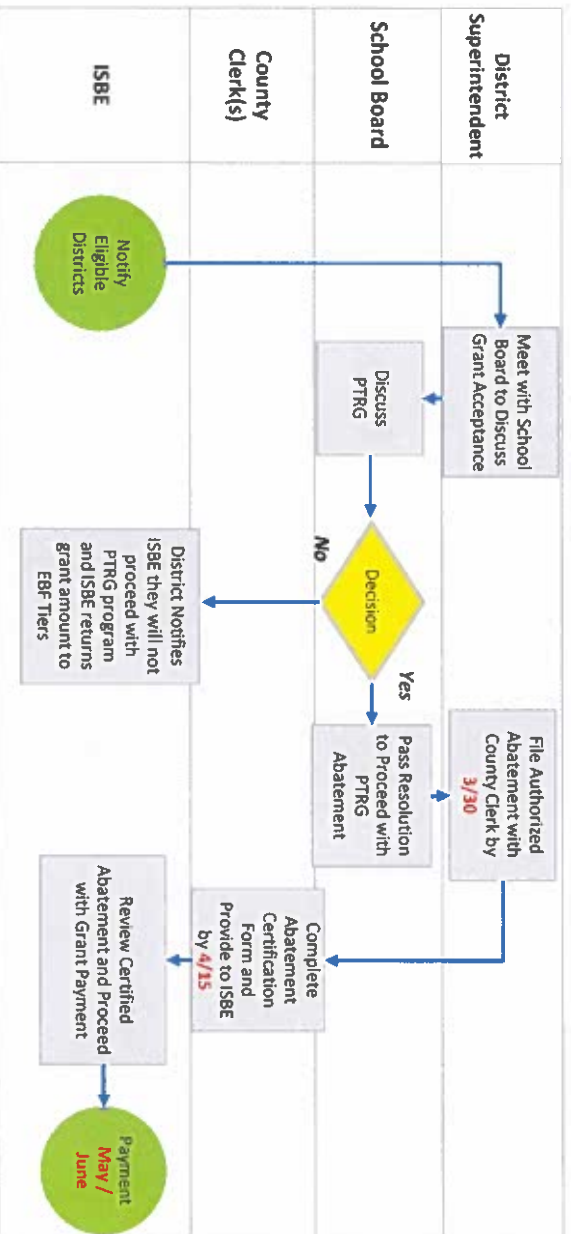 District
Superintendent
School Board
County
Clerk(s)
ISBE
Notify
Eligible
Districts
Meet with School
Board to Discuss
Grant Acceptance
Discuss
PTRG
Decision
No
Yes
District Notifies
ISBE they will not
proceed with
PTRG program
and ISBE returns
grant amount to
EBF Tiers
Pass Resolution
to Proceed with
PTRG
Abatement
File Authorized
Abatement with
County Clerk by
3/30
Complete
Abatement
Certification
Form and
Provide to ISBE
by 4/15
Review Certified
Abatement and Proceed
with Grant Payment
Payment
May /
June